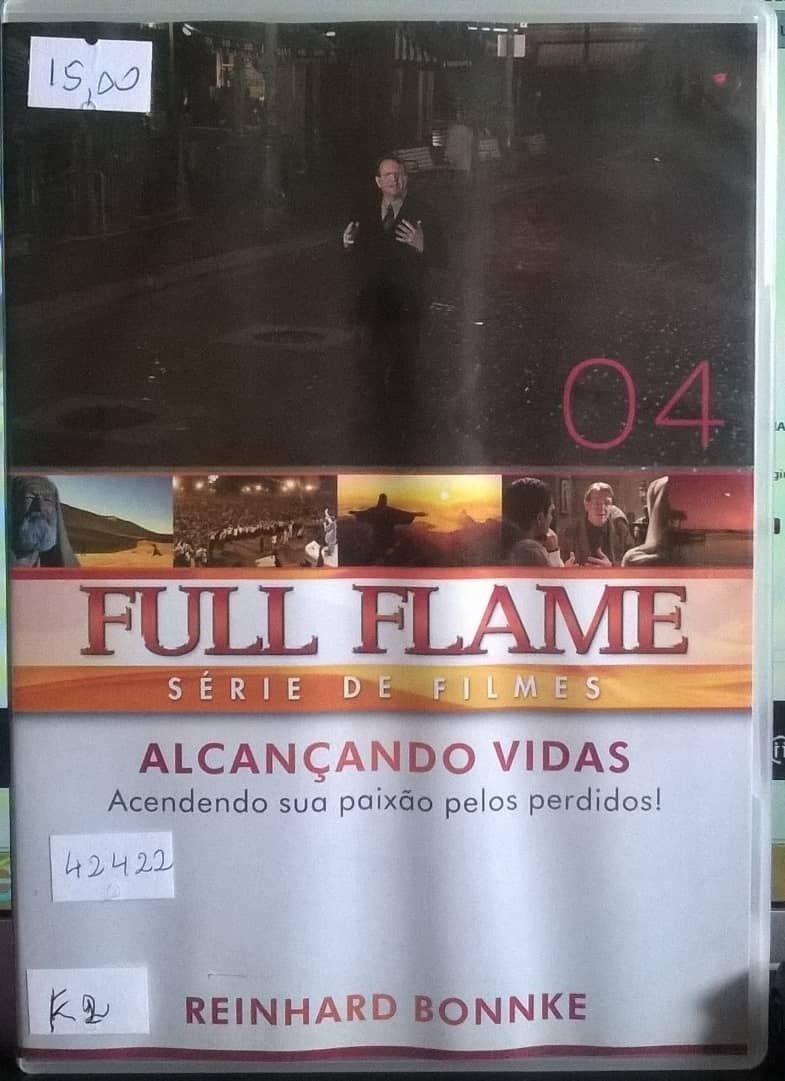 15,00
04
FULL FLAME
SÉRIE DE FILMES
ALCANÇANDO VIDAS
Acendendo sua paixão pelos perdidos!
42422
K2
REINHARD BONNKE